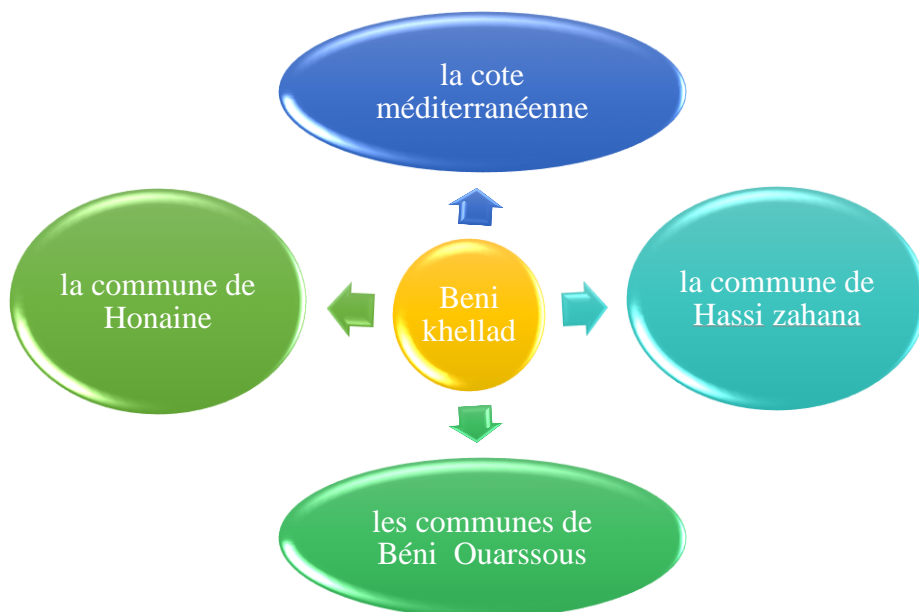 la cote
méditerranéenne
la commune de
Honaine
Beni
khellad
la commune de
Hassi zahana
les communes de
Béni Ouarssous